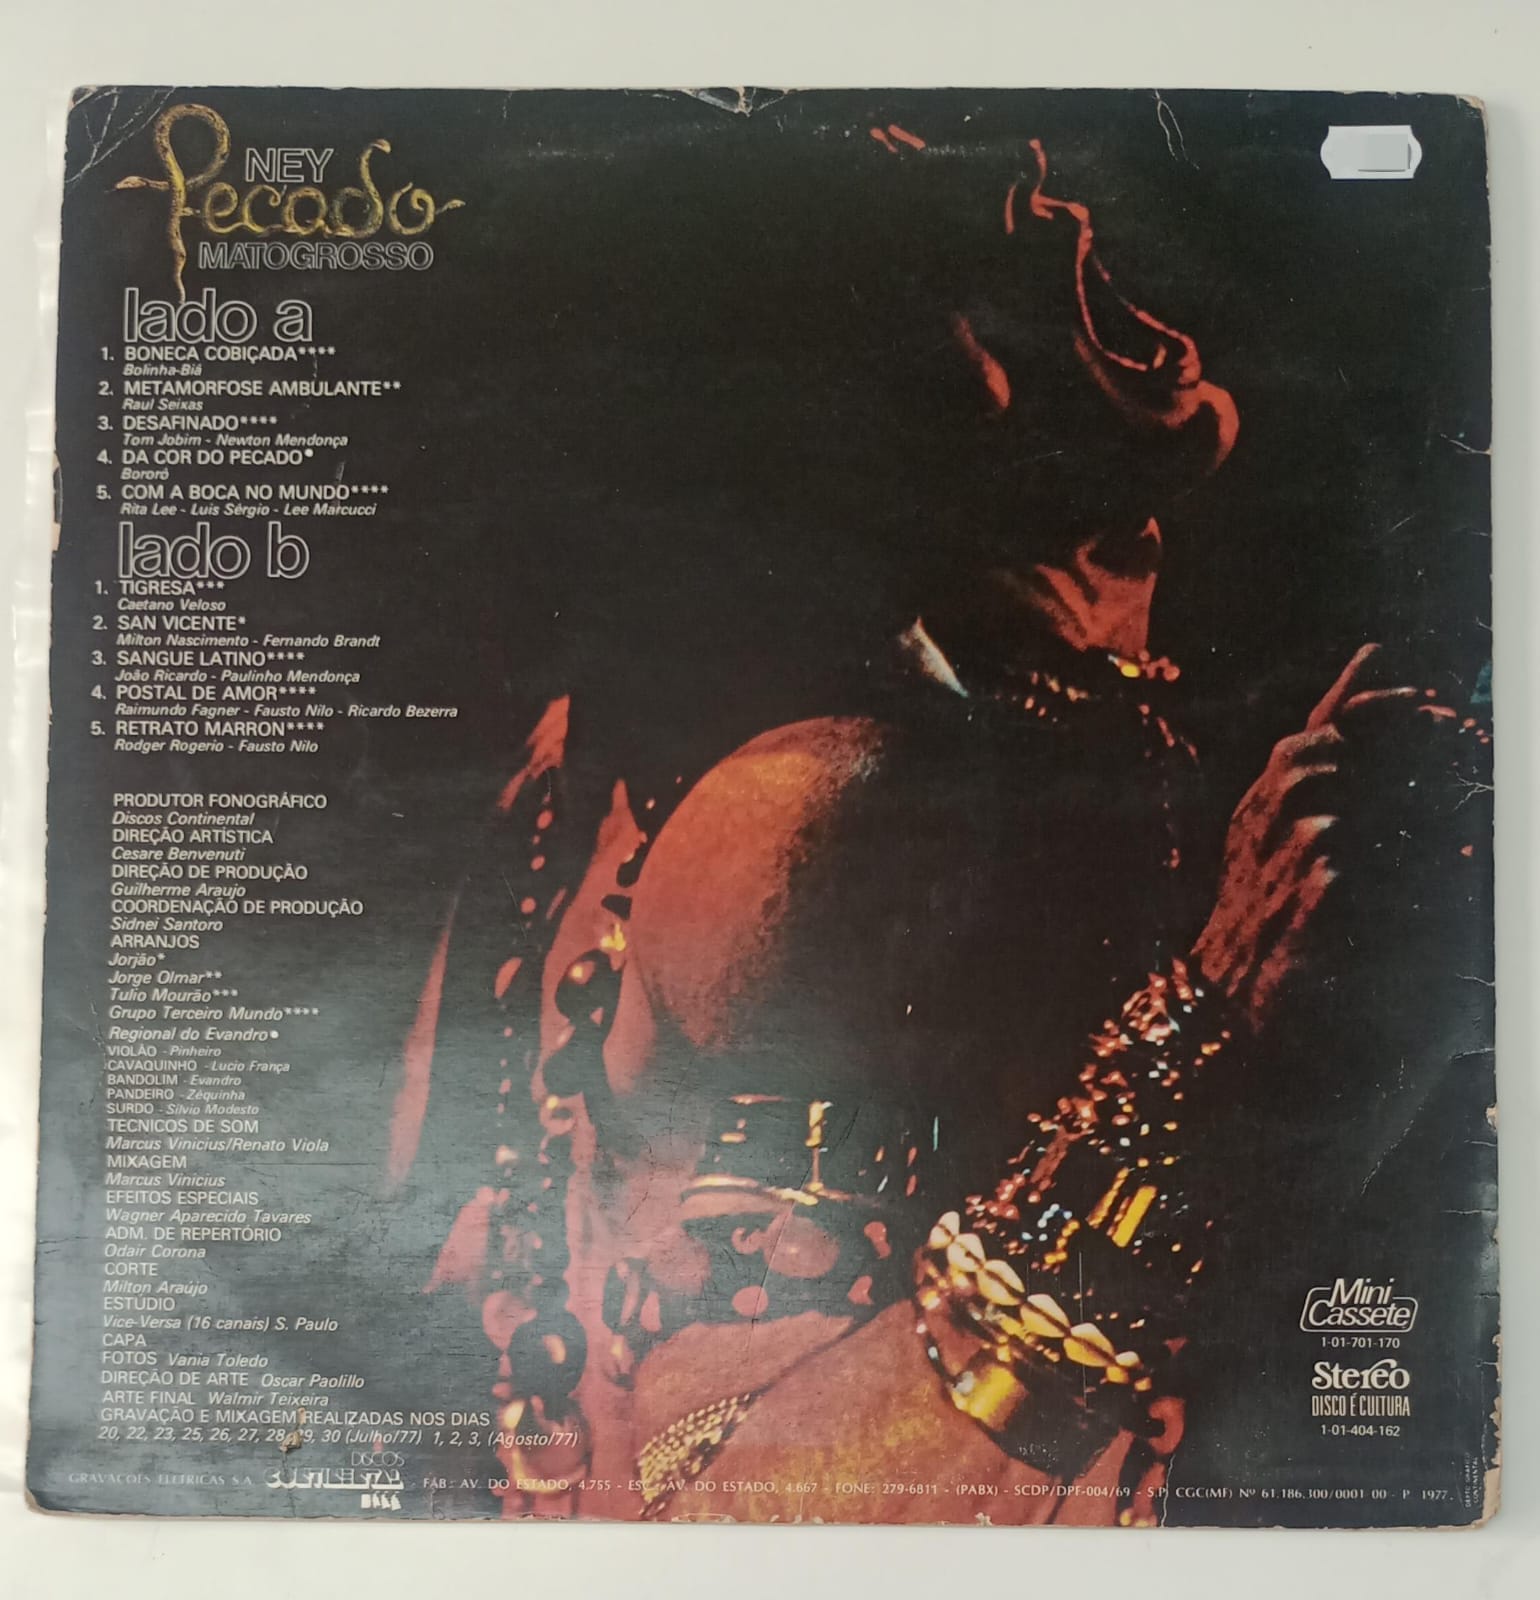 NEY
Pecado
MATOGROSSO
lado a
1. BONECA COBIÇADA****
Bolinha-Biá
2. METAMORFOSE AMBULANTE**
Raul Seixas
3. DESAFINADO****
Tom Jobim - Newton Mendonça
4. DA COR DO PECADO●
Bororò
5. COM A BOCA NO MUNDO****
Rita Lee - Luis Sèrgio - Lee Marcucci
lado b
1. TIGRESA***
Caetano Veloso
2. SAN VICENTE*
Milton Nascimento - Fernando Brandt
3. SANGUE LATINO****
João Ricardo - Paulinho Mendonça
4. POSTAL DE AMOR****
Raimundo Fagner - Fausto Nilo - Ricardo Bezerra
5. RETRATO MARRON****
Rodger Rogerio - Fausto Nilo
PRODUTOR FONOGRÁFICO
Discos Continental
DIREÇÃO ARTÍSTICA
Cesare Benvenuti
DIREÇÃO DE PRODUÇÃO
Guilherme Araujo
COORDENAÇÃO DE PRODUÇÃO
Sidnei Santoro
ARRANJOS
Jorjão*
Jorge Olmar**
Tulio Mourão***
Grupo Terceiro Mundo****
Regional do Evandro●
VIOLÃO - Pinheiro
CAVAQUINHO - Lucio França
BANDOLIM - Evandro
PANDEIRO - Zéquinha
SURDO - Sílvio Modesto
TECNICOS DE SOM
Marcus Vinicius/Renato Viola
MIXAGEM
Marcus Vinicius
EFEITOS ESPECIAIS
Wagner Aparecido Tavares
ADM. DE REPERTÓRIO
Odair Corona
CORTE
Milton Araújo
ESTÚDIO
Vice-Versa (16 canais) S. Paulo
CAPA
FOTOS Vania Toledo
DIREÇÃO DE ARTE Oscar Paolillo
ARTE FINAL Walmir Teixeira
GRAVAÇÃO E MIXAGEM REALIZADAS NOS DIAS
20, 22, 23, 25, 26, 27, 28, 29, 30 (Julho/77) 1, 2, 3, (Agosto/77)
Mini
Cassete
1-01-701-170
Stereo
DISCO É CULTURA
1-01-404-162
GRAVAÇÕES ELÉTRICAS S.A. DISCOS CONTINENTAL - FÁB.: AV. DO ESTADO, 4.755 - ESC.: AV. DO ESTADO, 4.667 - FONE: 279-6811 - (PABX) - SCDP/DPF-004/69 - S.P. CGC(MF) Nº 61.186.300/0001-00 - P. 1977.